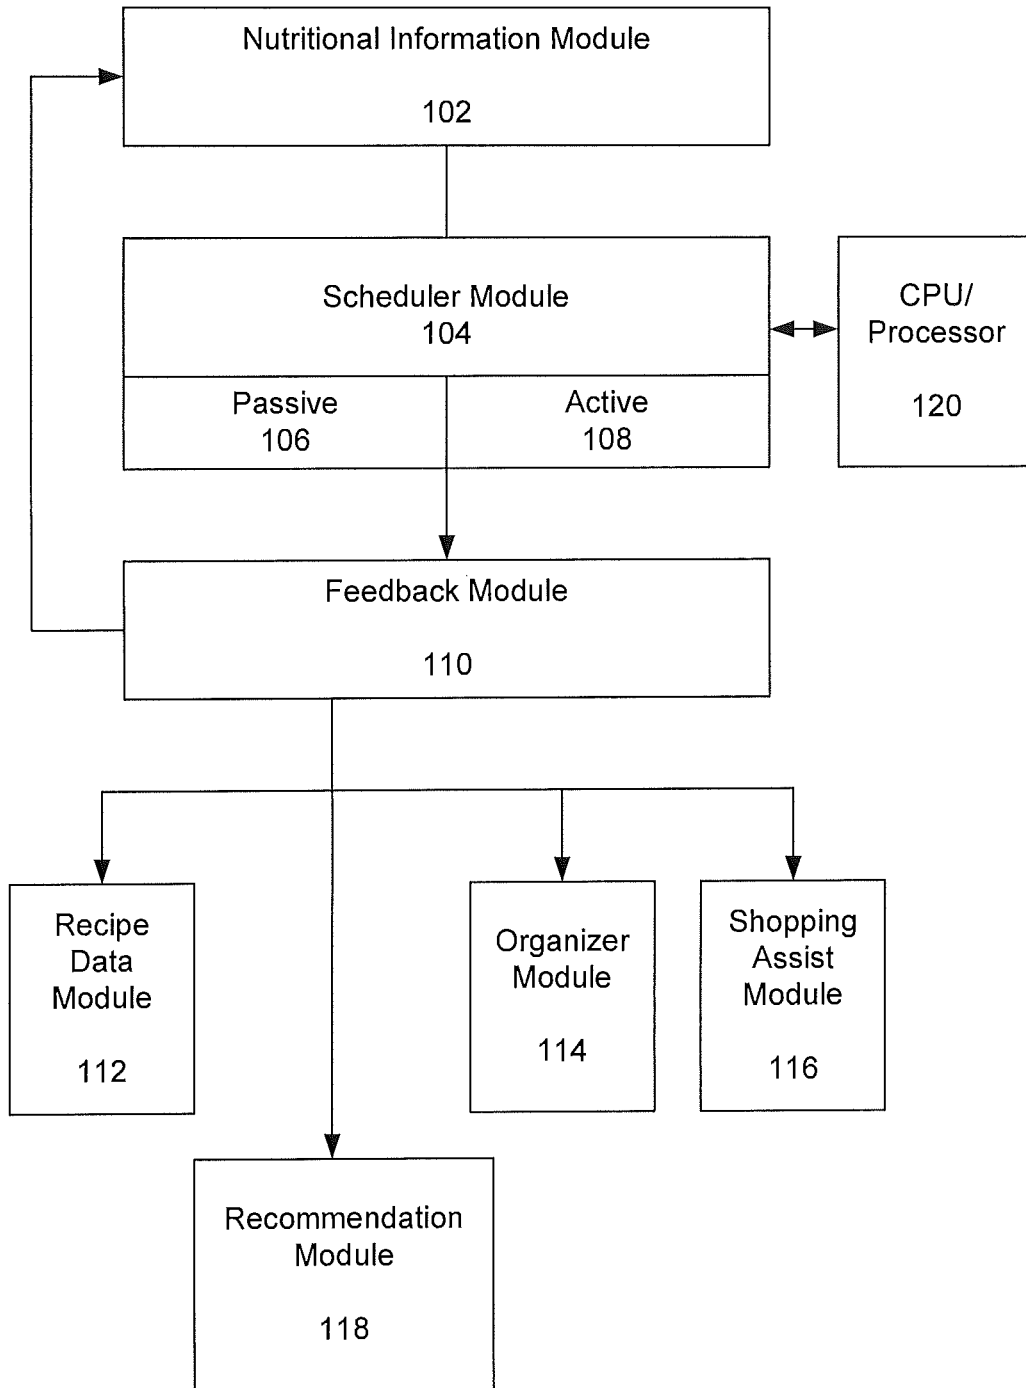 Nutritional Information Module
102
Scheduler Module
104
Passive
106
Active
108
CPU/
Processor
120
Feedback Module
110
Recipe
Data
Module
112
Organizer
Module
114
Shopping
Assist
Module
116
Recommendation
Module
118